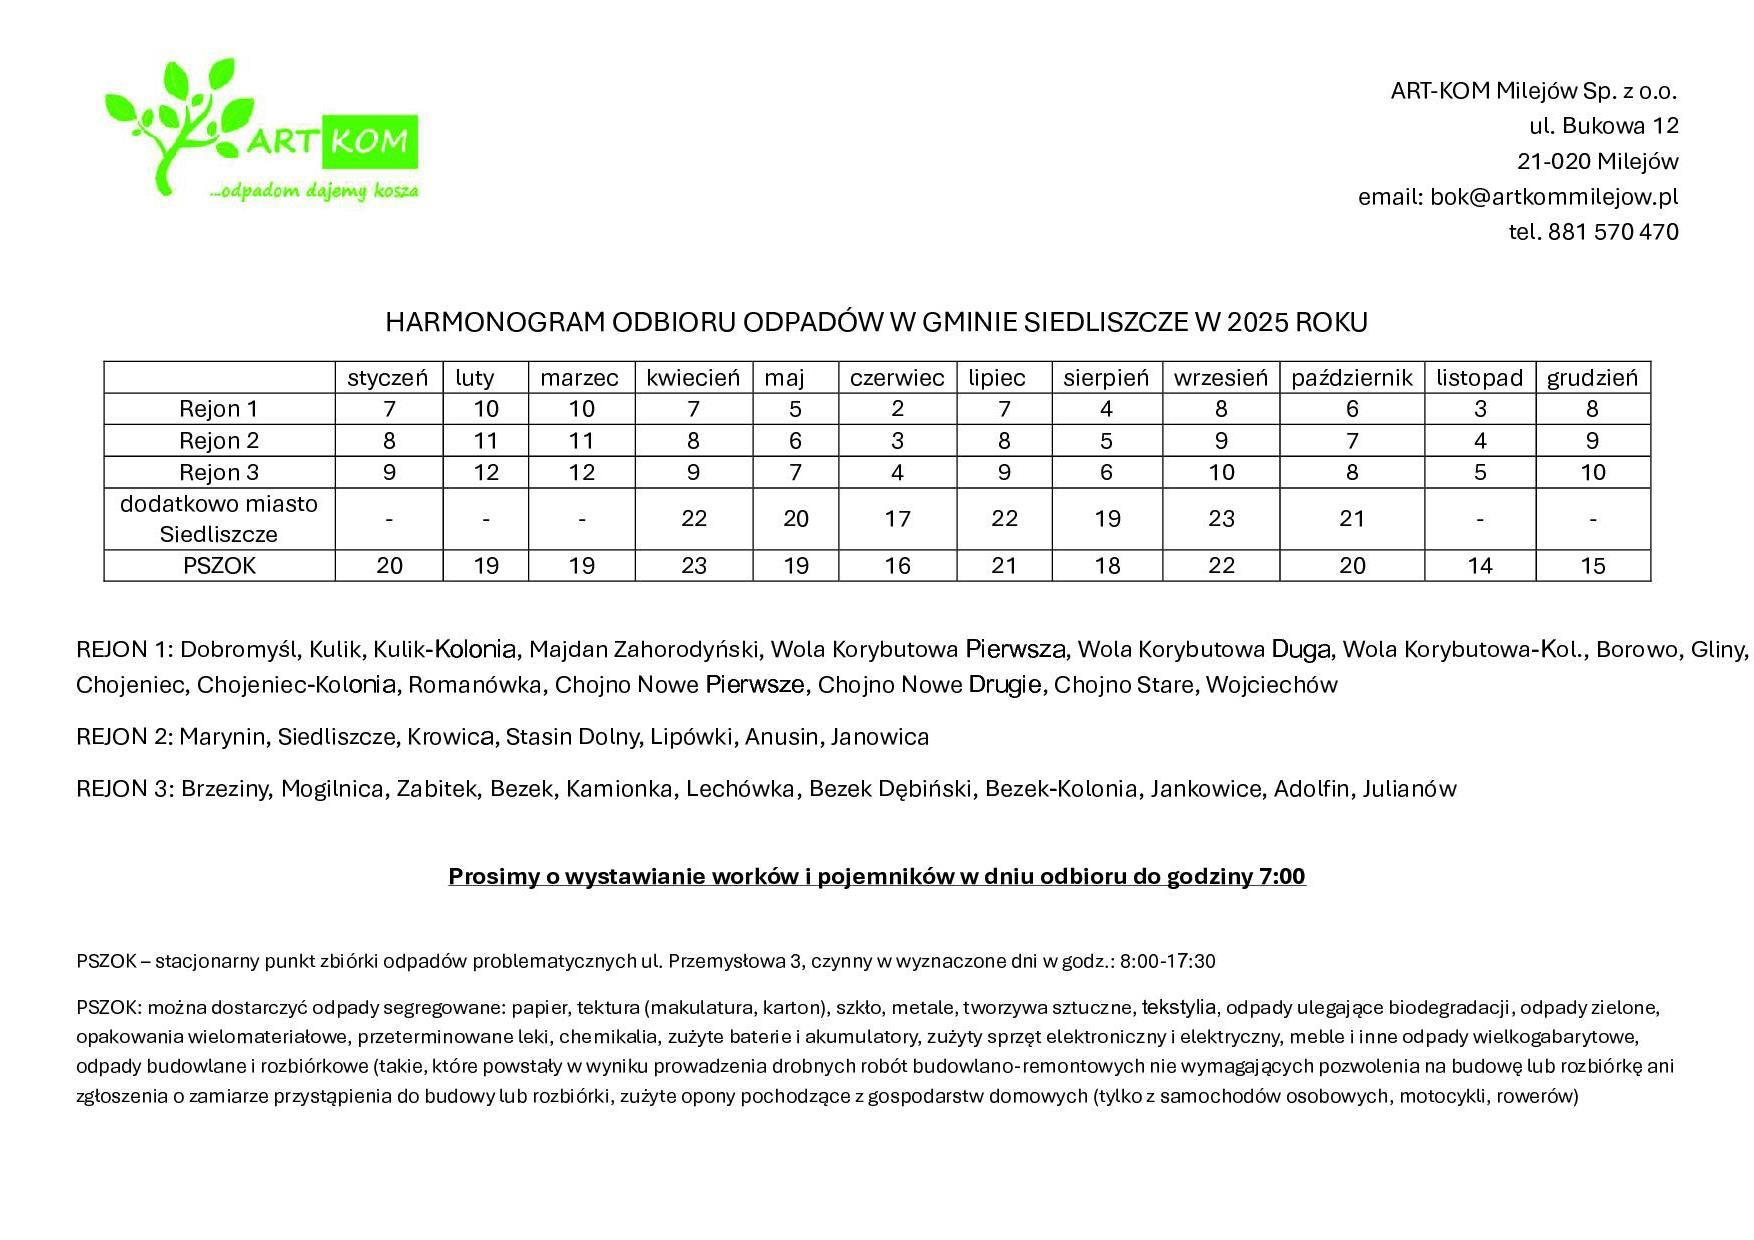 ART KOM
...odpadom dajemy kosza
ART-KOM Milejów Sp. z o.o.
ul. Bukowa 12
21-020 Milejów
email: bok@artkommilejow.pl
tel. 881 570 470
HARMONOGRAM ODBIORU ODPADÓW W GMINIE SIEDLISZCZE W 2025 ROKU
styczeń luty marzec kwiecień maj czerwiec lipiec sierpień wrzesień październik listopad grudzień
Rejon 1 7 10 10 7 5 2 7 4 8 6 3 8
Rejon 2 8 11 11 8 6 3 8 5 9 7 4 9
Rejon 3 9 12 12 9 7 4 9 6 10 8 5 10
dodatkowo miasto
Siedliszcze - - - 22 20 17 22 19 23 21 - -
PSZOK 20 19 19 23 19 16 21 18 22 20 14 15
REJON 1: Dobromyśl, Kulik, Kulik-Kolonia, Majdan Zahorodyński, Wola Korybutowa Pierwsza, Wola Korybutowa Duga, Wola Korybutowa-Kol., Borowo, Gliny,
Chojeniec, Chojeniec-Kolonia, Romanówka, Chojno Nowe Pierwsze, Chojno Nowe Drugie, Chojno Stare, Wojciechów
REJON 2: Marynin, Siedliszcze, Krowica, Stasin Dolny, Lipówki, Anusin, Janowica
REJON 3: Brzeziny, Mogilnica, Zabitek, Bezek, Kamionka, Lechówka, Bezek Dębiński, Bezek-Kolonia, Jankowice, Adolfin, Julianów
Prosimy o wystawianie worków i pojemników w dniu odbioru do godziny 7:00
PSZOK – stacjonarny punkt zbiórki odpadów problematycznych ul. Przemysłowa 3, czynny w wyznaczone dni w godz.: 8:00-17:30
PSZOK: można dostarczyć odpady segregowane: papier, tektura (makulatura, karton), szkło, metale, tworzywa sztuczne, tekstylia, odpady ulegające biodegradacji, odpady zielone,
opakowania wielomateriałowe, przeterminowane leki, chemikalia, zużyte baterie i akumulatory, zużyty sprzęt elektroniczny i elektryczny, meble i inne odpady wielkogabarytowe,
odpady budowlane i rozbiórkowe (takie, które powstały w wyniku prowadzenia drobnych robót budowlano-remontowych nie wymagających pozwolenia na budowę lub rozbiórkę ani
zgłoszenia o zamiarze przystąpienia do budowy lub rozbiórki, zużyte opony pochodzące z gospodarstw domowych (tylko z samochodów osobowych, motocykli, rowerów)